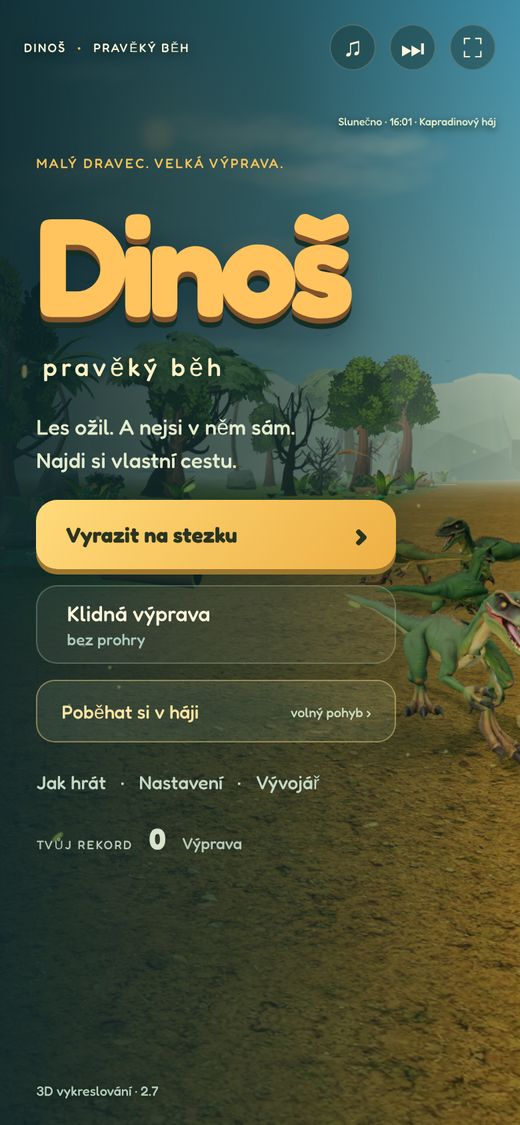 DINOŠ · PRAVĚKÝ BĚH
Slunečno · 16:01 · Kapradinový háj
MALÝ DRAVEC. VELKÁ VÝPRAVA.
Dinoš
pravěký běh
Les ožil. A nejsi v něm sám.
Najdi si vlastní cestu.
Vyrazit na stezku ›
Klidná výprava
bez prohry
Poběhat si v háji volný pohyb ›
Jak hrát · Nastavení · Vývojář
TVŮJ REKORD 0 Výprava
3D vykreslování · 2.7